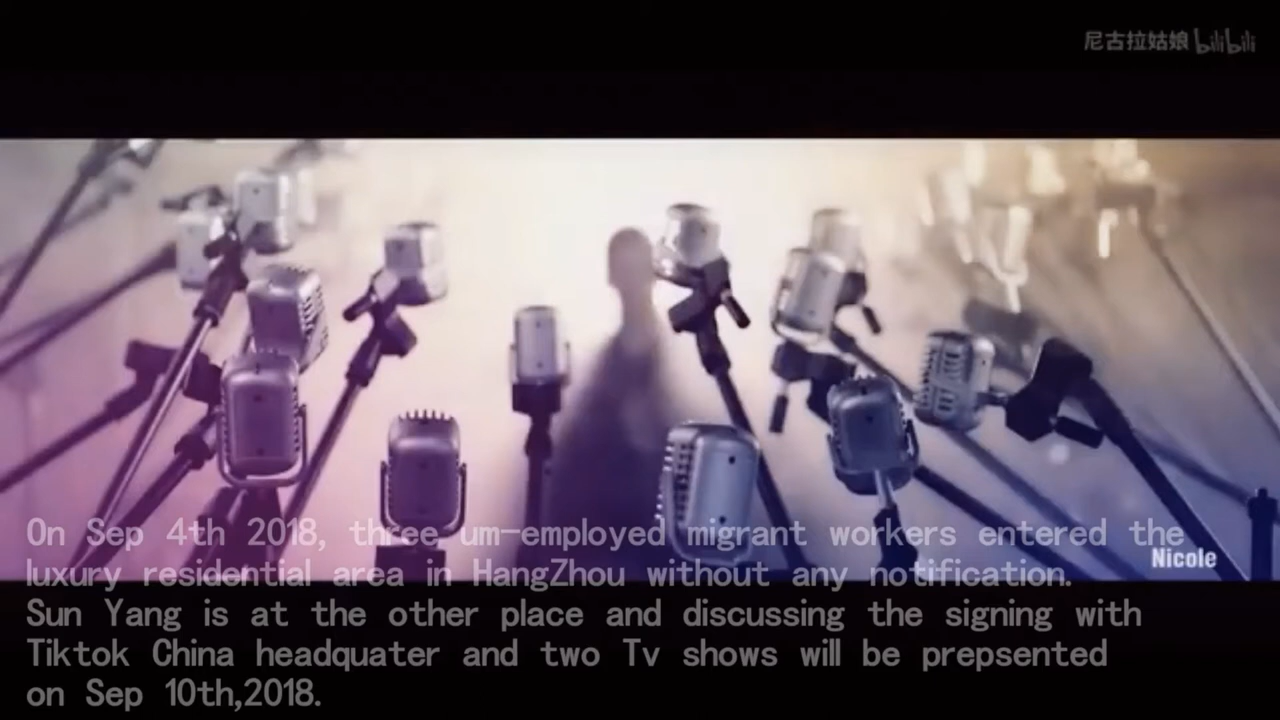 尼古拉姑娘 bilibili
On Sep 4th 2018, three um-employed migrant workers entered the
Nicole
luxury residential area in HangZhou without any notification.
Sun Yang is at the other place and discussing the signing with
Tiktok China headquater and two Tv shows will be prepsented
on Sep 10th,2018.